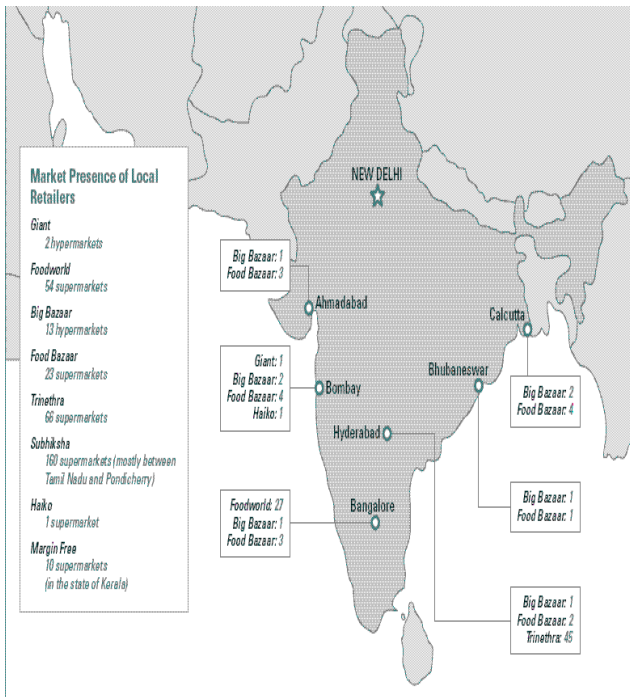 Market Presence of Local
Retailers
Giant
2 hypermarkets
Foodworld
54 supermarkets
Big Bazaar
13 hypermarkets
Food Bazaar
23 supermarkets
Trinethra
66 supermarkets
Subhiksha
160 supermarkets (mostly between
Tamil Nadu and Pondicherry)
Haiko
1 supermarket
Margin Free
10 supermarkets
(in the state of Kerala)
NEW DELHI
Big Bazaar: 1
Food Bazaar: 3
Ahmadabad
Calcutta
Big Bazaar: 2
Food Bazaar: 4
Giant: 1
Big Bazaar: 2
Food Bazaar: 4
Haiko: 1
Bombay
Bhubaneswar
Hyderabad
Big Bazaar: 1
Food Bazaar: 1
Foodworld: 27
Big Bazaar: 1
Food Bazaar: 3
Bangalore
Big Bazaar: 1
Food Bazaar: 2
Trinethra: 45